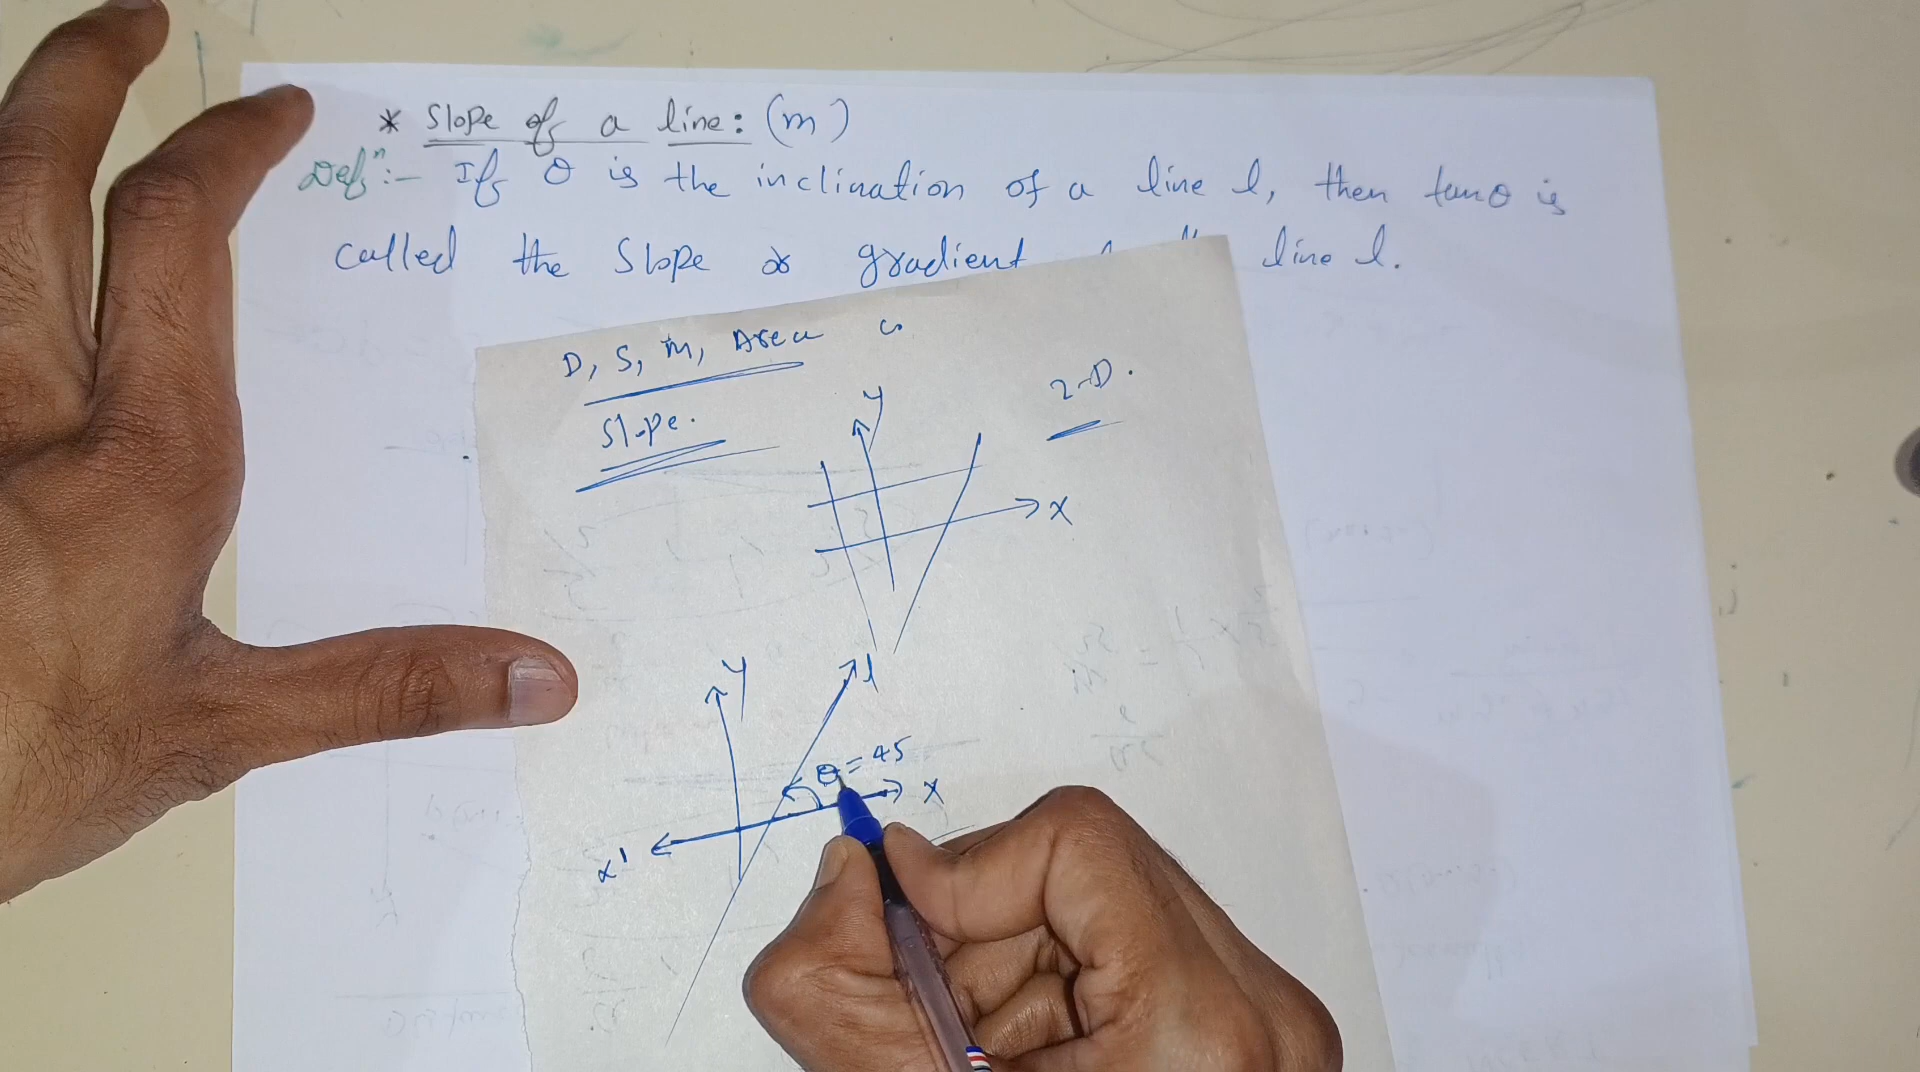 * Slope of a line: (m)
Defⁿ :- If θ is the inclination of a line l, then tanθ is
called the Slope or gradient line l.
D, S, m, Area
Slope.
2-D.
y
x
y
l
θ = 45
x
x'